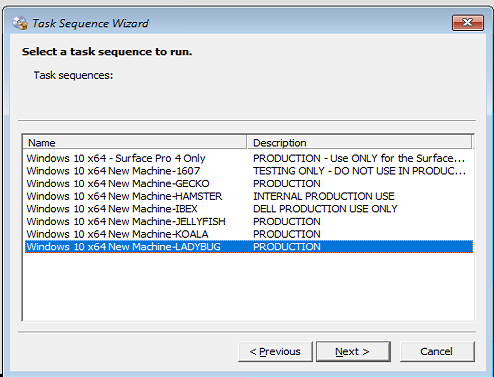 Task Sequence Wizard
Select a task sequence to run.
Task sequences:
Name Description
Windows 10 x64 - Surface Pro 4 Only PRODUCTION - Use ONLY for the Surface...
Windows 10 x64 New Machine-1607 TESTING ONLY - DO NOT USE IN PRODUC...
Windows 10 x64 New Machine-GECKO PRODUCTION
Windows 10 x64 New Machine-HAMSTER INTERNAL PRODUCTION USE
Windows 10 x64 New Machine-IBEX DELL PRODUCTION USE ONLY
Windows 10 x64 New Machine-JELLYFISH PRODUCTION
Windows 10 x64 New Machine-KOALA PRODUCTION
Windows 10 x64 New Machine-LADYBUG PRODUCTION
< Previous Next > Cancel